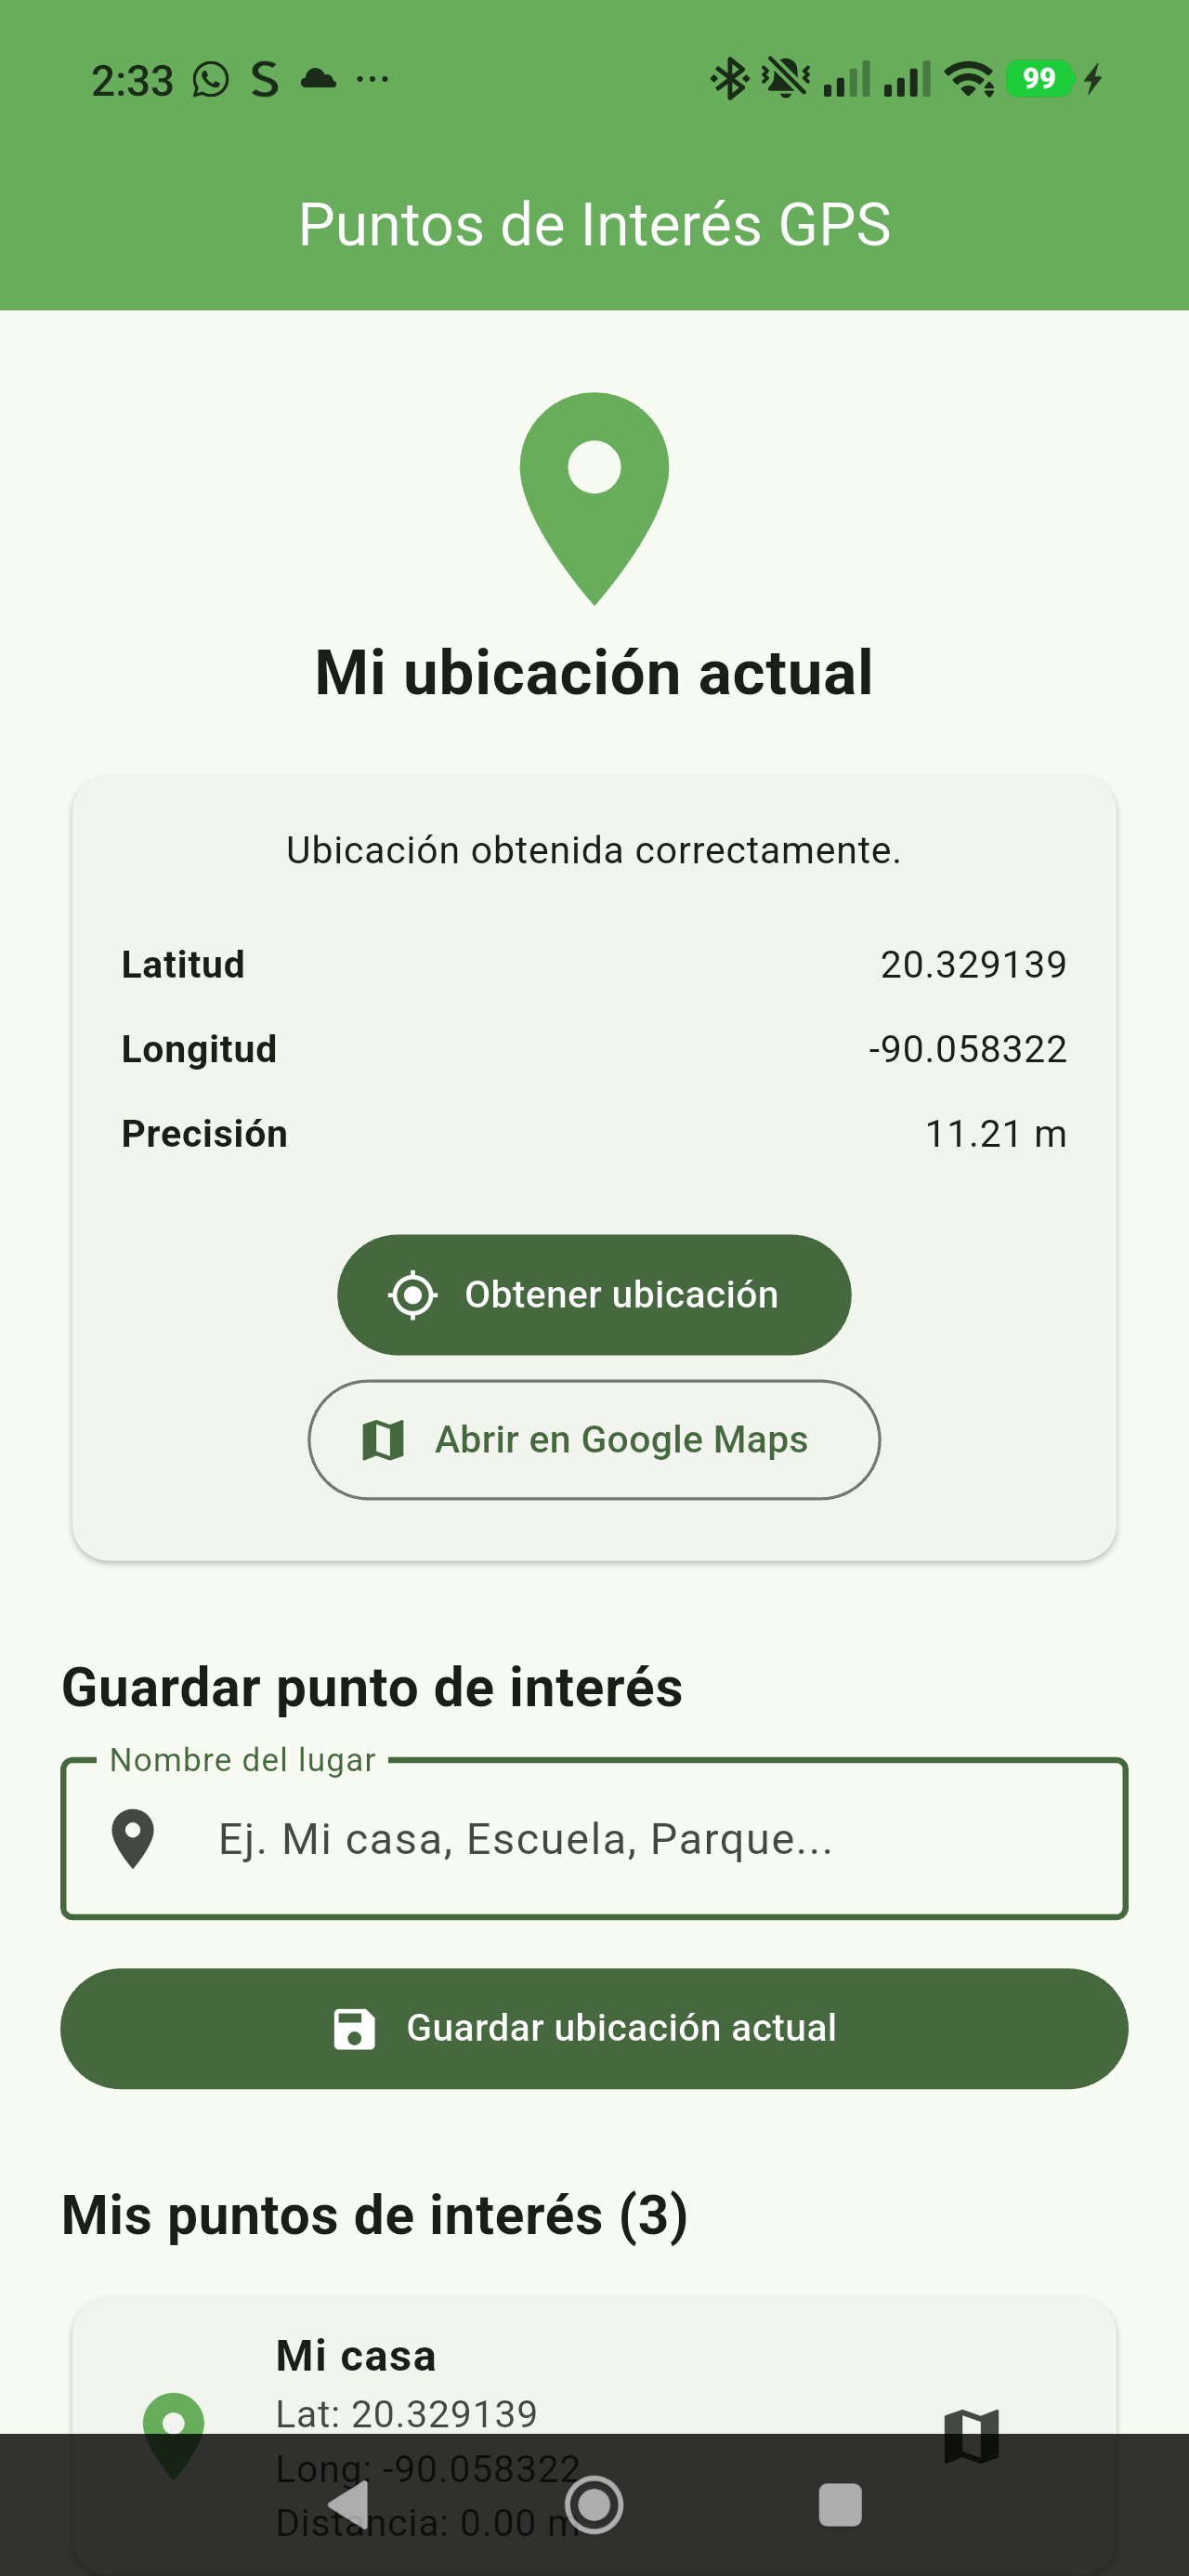 2:33
99
Puntos de Interés GPS
Mi ubicación actual
Ubicación obtenida correctamente.
Latitud 20.329139
Longitud -90.058322
Precisión 11.21 m
Obtener ubicación
Abrir en Google Maps
Guardar punto de interés
Nombre del lugar
Ej. Mi casa, Escuela, Parque...
Guardar ubicación actual
Mis puntos de interés (3)
Mi casa
Lat: 20.329139
Long: -90.058322
Distancia: 0.00 m